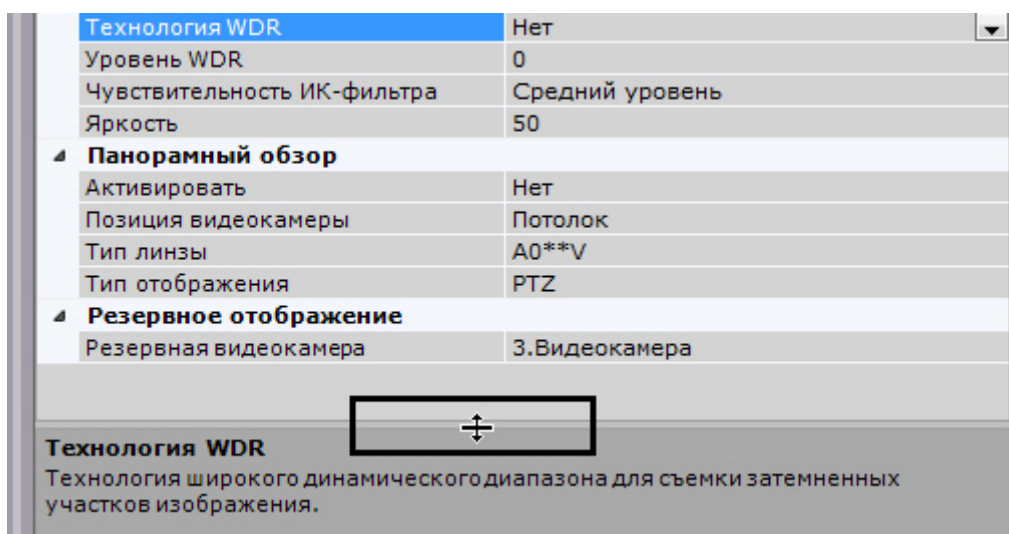 Технология WDR Нет
Уровень WDR 0
Чувствительность ИК-фильтра Средний уровень
Яркость 50
Панорамный обзор
Активировать Нет
Позиция видеокамеры Потолок
Тип линзы A0**V
Тип отображения PTZ
Резервное отображение
Резервная видеокамера 3.Видеокамера
Технология WDR
Технология широкого динамического диапазона для съемки затемненных
участков изображения.